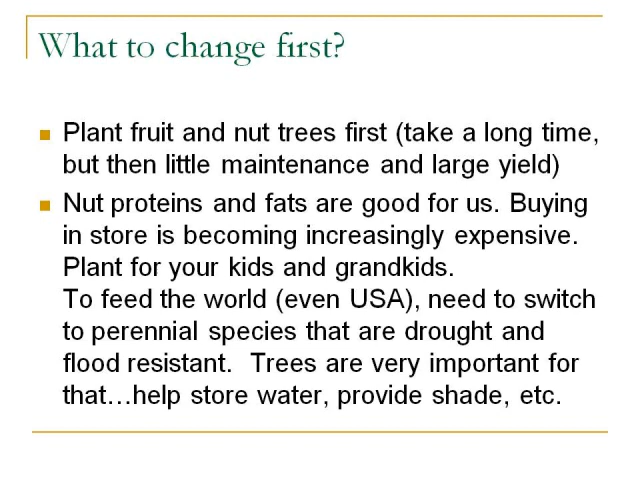 What to change first?
Plant fruit and nut trees first (take a long time,
but then little maintenance and large yield)
Nut proteins and fats are good for us. Buying
in store is becoming increasingly expensive.
Plant for your kids and grandkids.
To feed the world (even USA), need to switch
to perennial species that are drought and
flood resistant.  Trees are very important for
that…help store water, provide shade, etc.